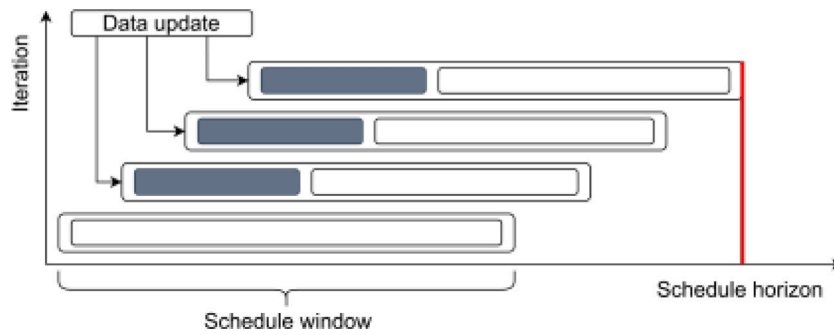 Data update
Iteration
Schedule horizon
Schedule window